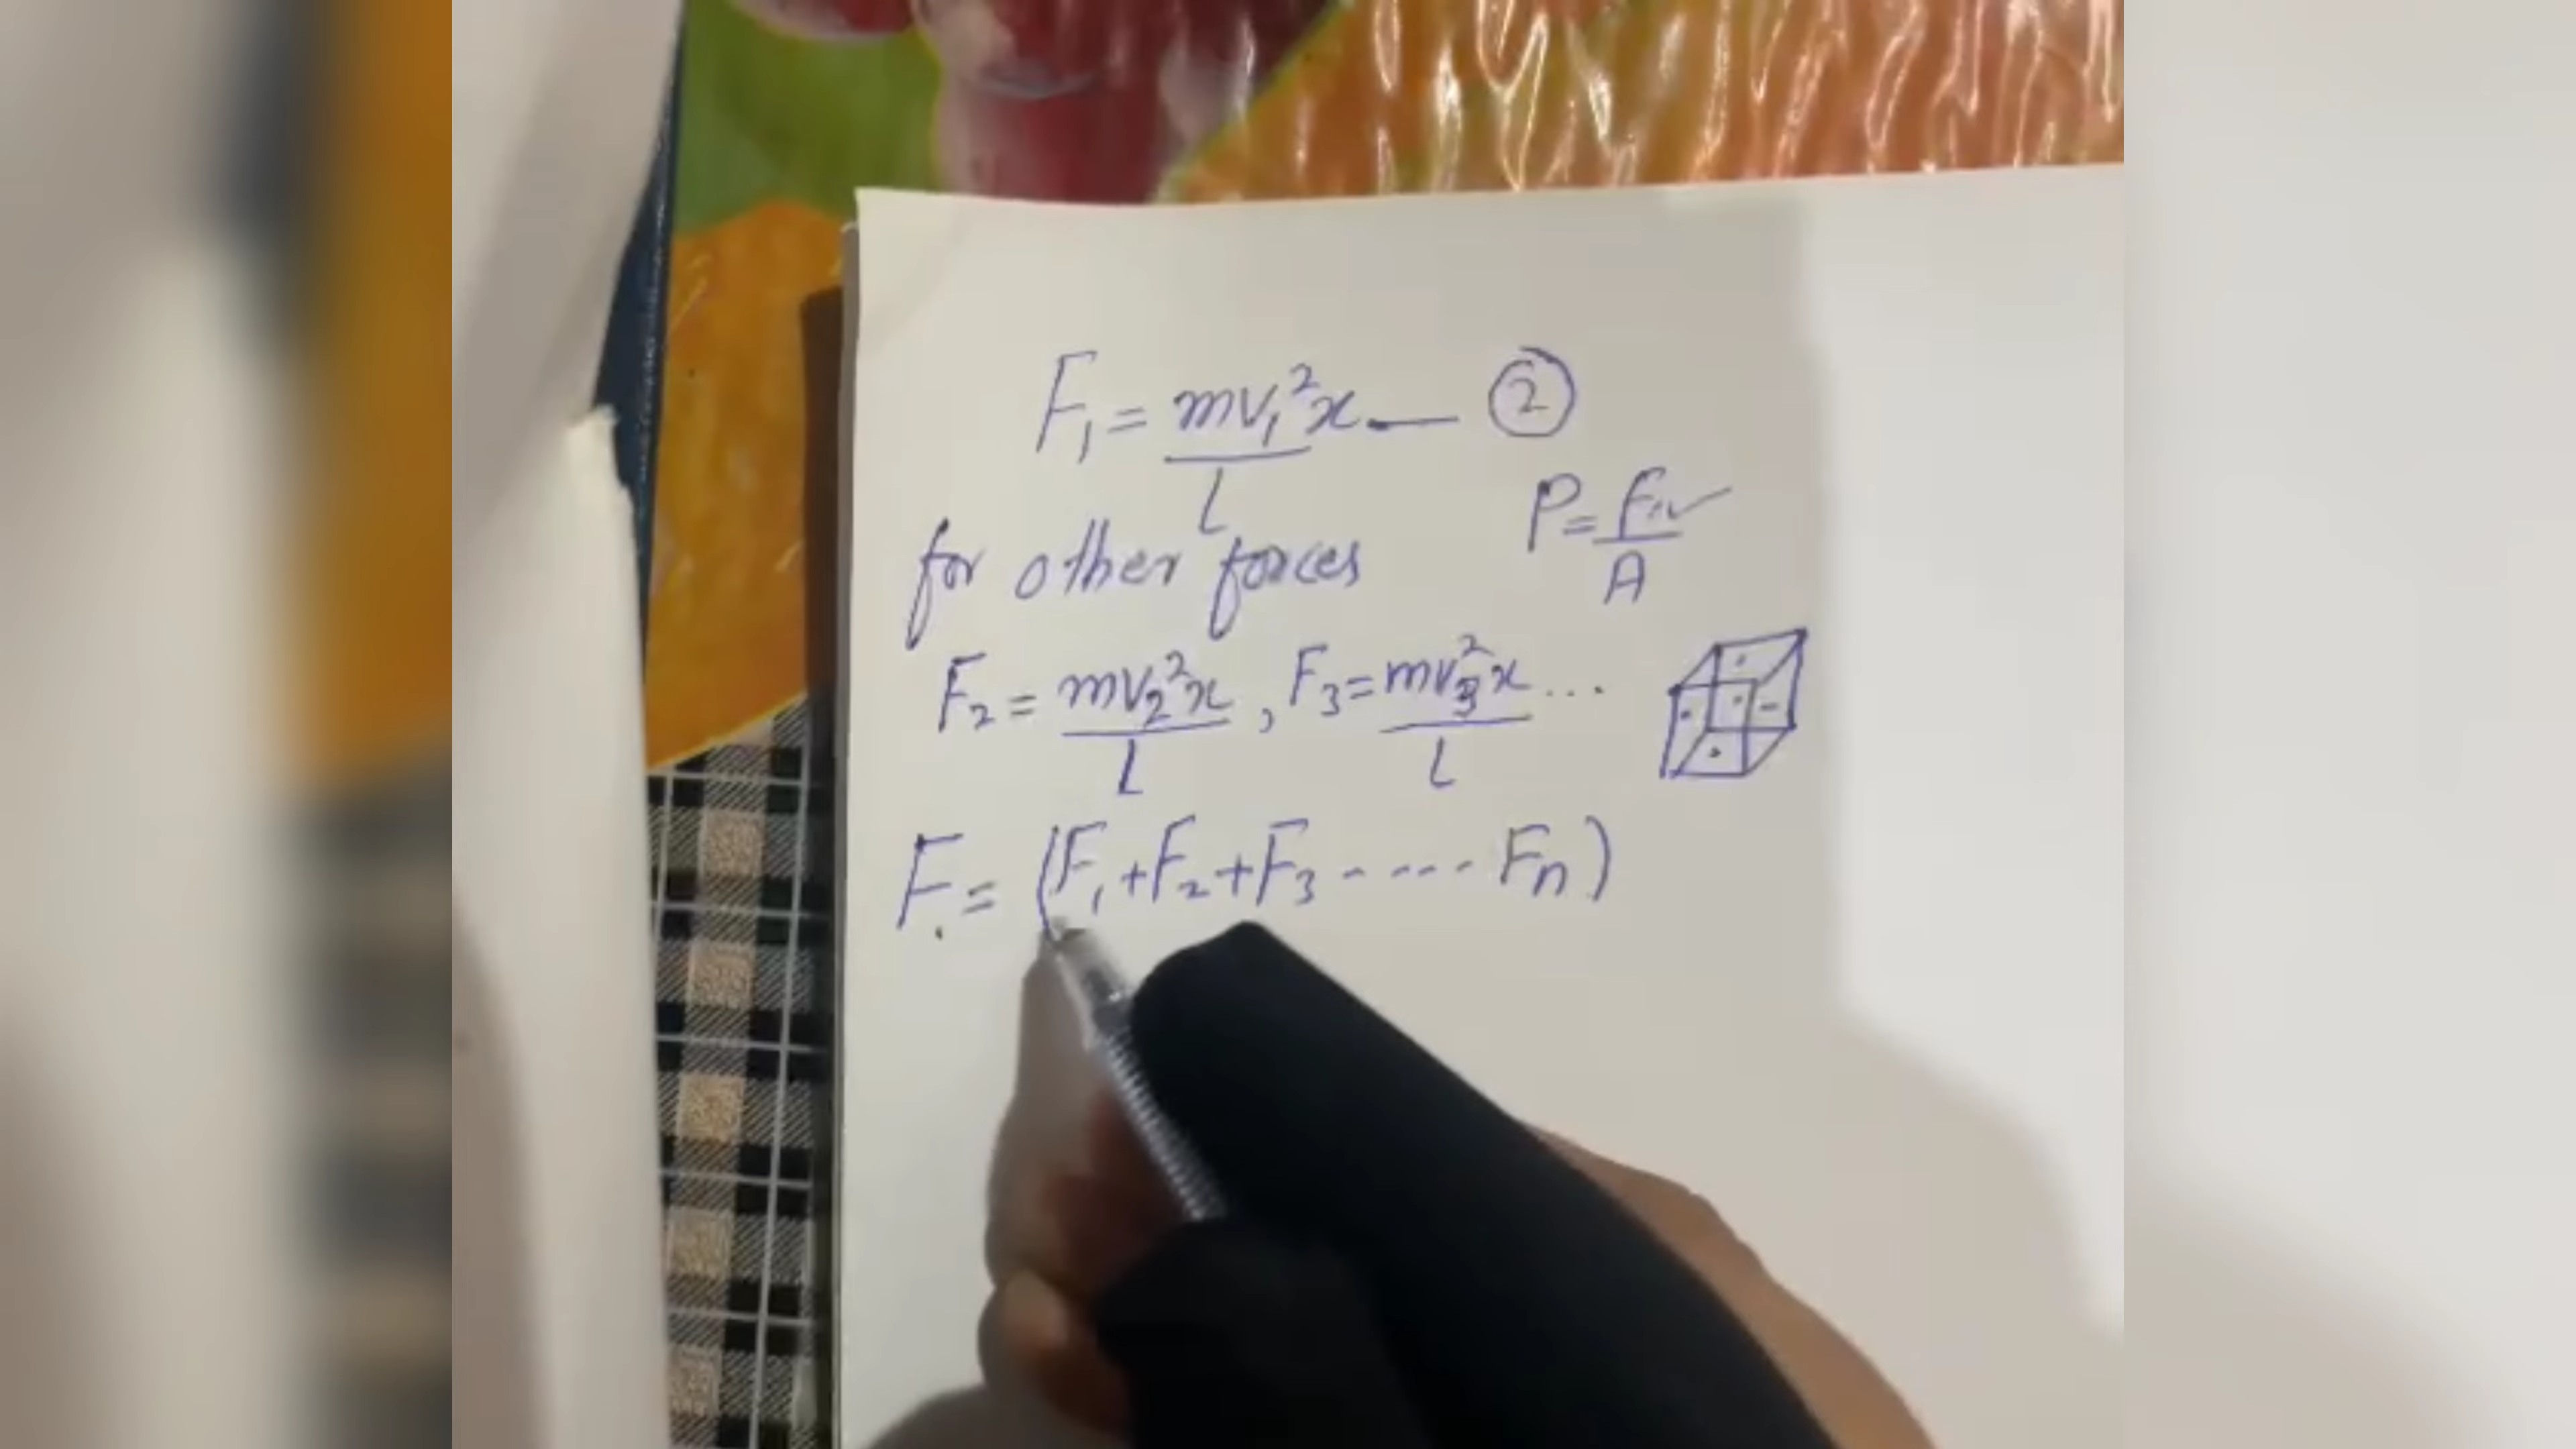 F₁ = mv₁²x / L — ②
for other forces
P = F / A
F₂ = mv₂²x / L , F₃ = mv₃²x / L ...
F. = (F₁ + F₂ + F₃ - - - - - Fn)